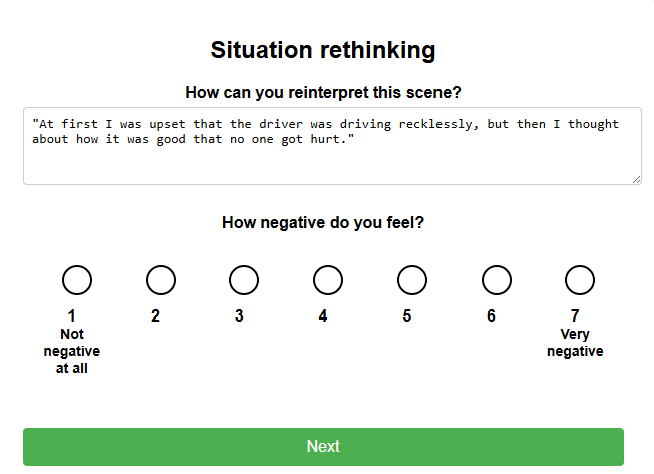 Situation rethinking
How can you reinterpret this scene?
"At first I was upset that the driver was driving recklessly, but then I thought
about how it was good that no one got hurt."
How negative do you feel?
1 2 3 4 5 6 7
Not negative at all
Very negative
Next